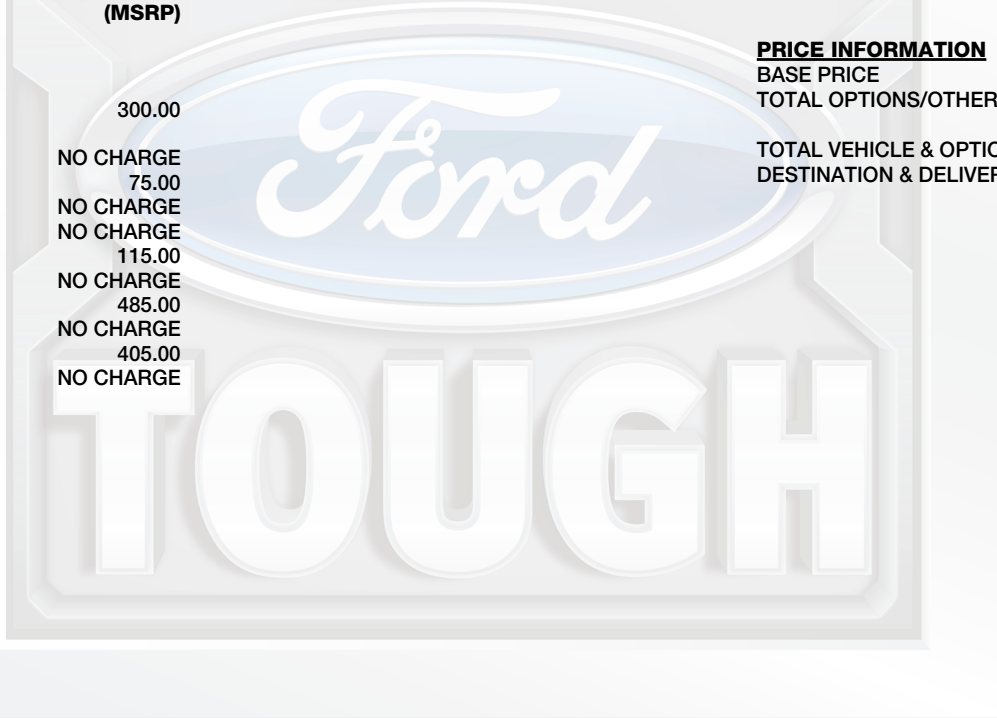 (MSRP)
300.00
NO CHARGE
75.00
NO CHARGE
NO CHARGE
115.00
NO CHARGE
485.00
NO CHARGE
405.00
NO CHARGE
PRICE INFORMATION
BASE PRICE
TOTAL OPTIONS/OTHER
TOTAL VEHICLE & OPTIO
DESTINATION & DELIVER
Ford
TOUGH